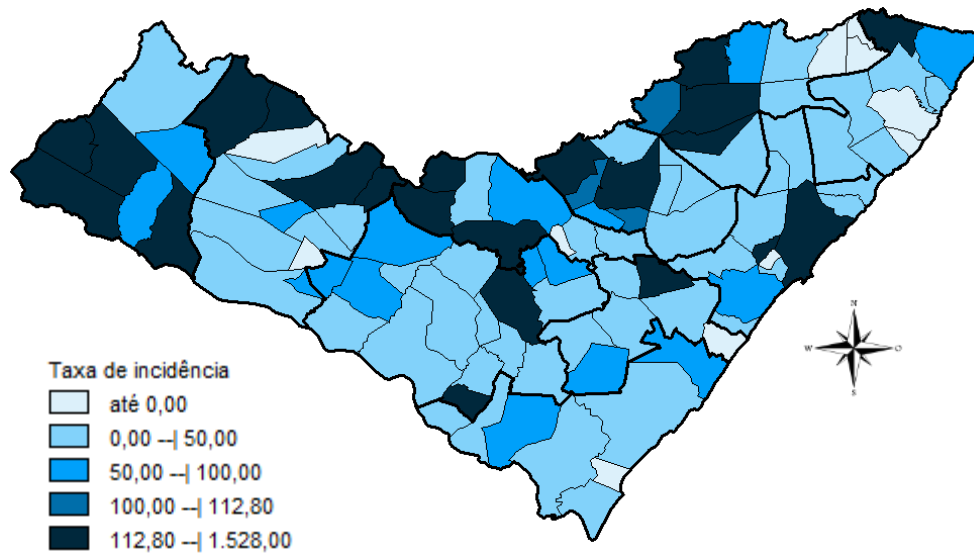 N
W
O
S
Taxa de incidência
até 0,00
0,00 --| 50,00
50,00 --| 100,00
100,00 --| 112,80
112,80 --| 1.528,00